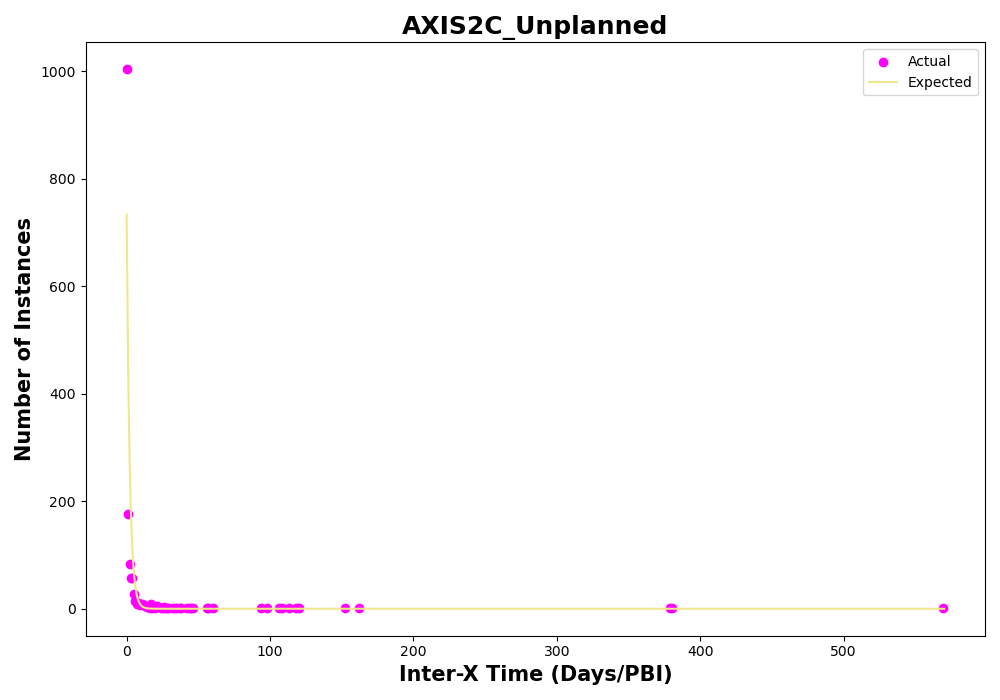 AXIS2C_Unplanned
Actual
Expected
1000
800
600
400
200
0
Number of Instances
0 100 200 300 400 500
Inter-X Time (Days/PBI)